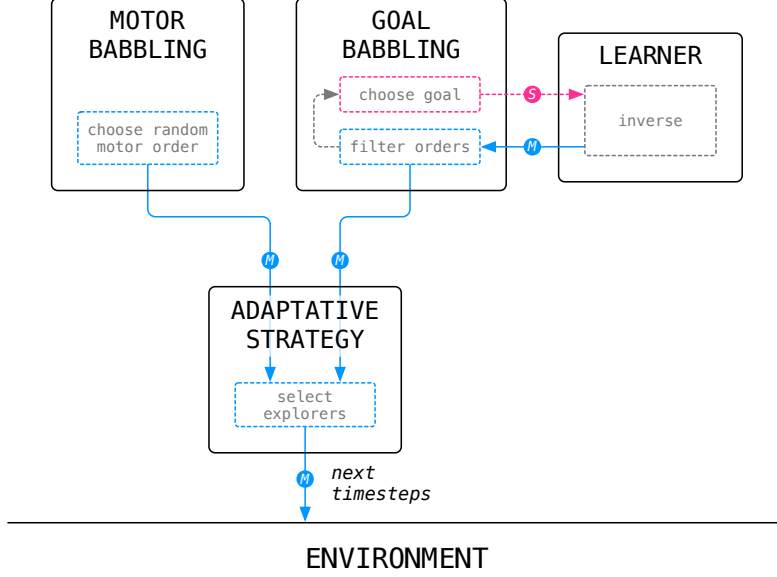 MOTOR
BABBLING
choose random
motor order
GOAL
BABBLING
choose goal
filter orders
S
M
LEARNER
inverse
M
M
ADAPTATIVE
STRATEGY
select
explorers
M
next
timesteps
ENVIRONMENT